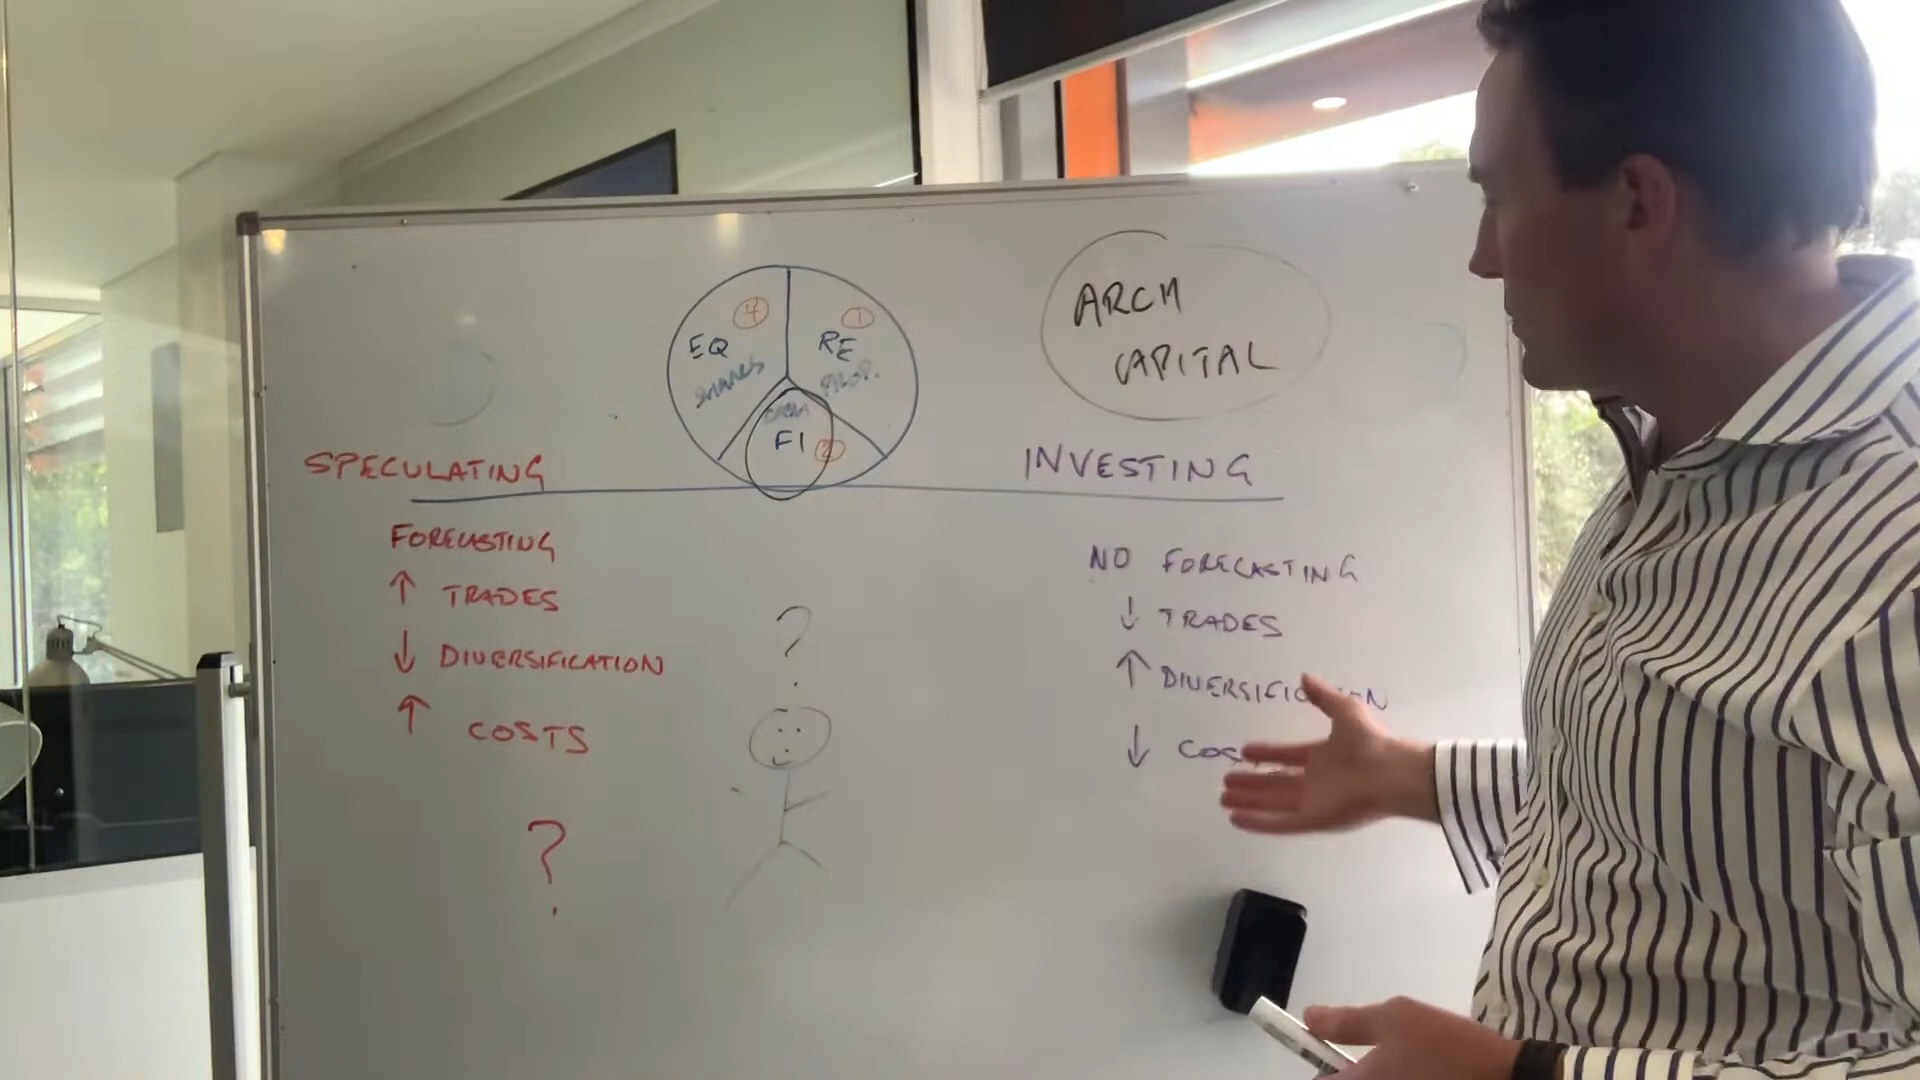 4
1
EQ
RE
SHARES
PROP.
CASH
FI
2
ARCH
CAPITAL
SPECULATING
FORECASTING
↑ TRADES
↓ DIVERSIFICATION
↑ COSTS
?
?
INVESTING
NO FORECASTING
↓ TRADES
↑ DIVERSIFIC N
↓ COS